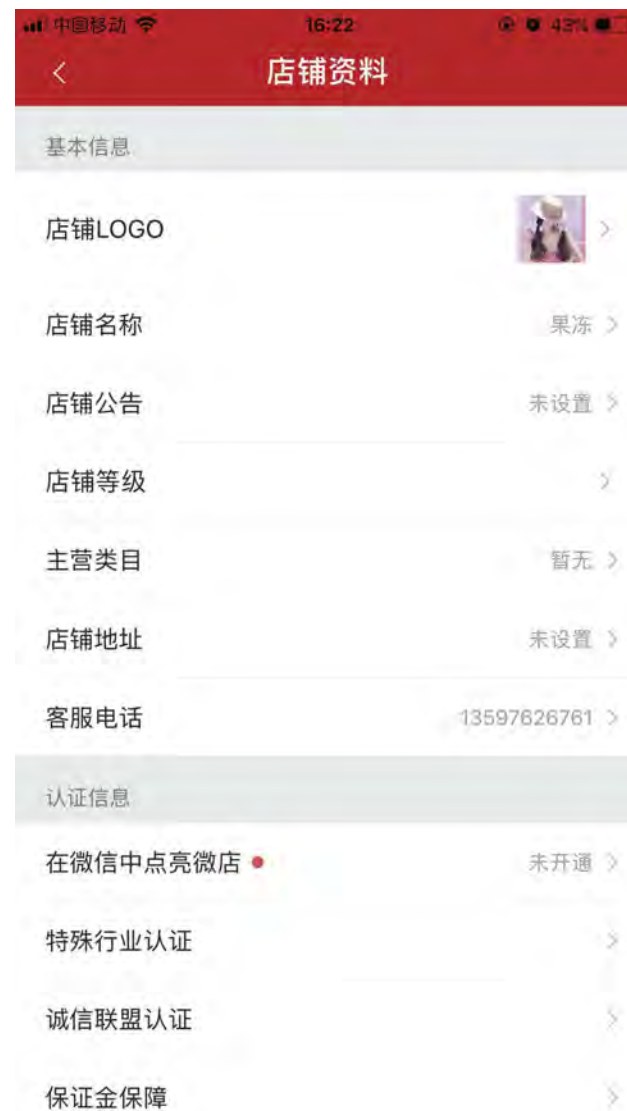 中国移动 16:22 43%
店铺资料
基本信息
店铺LOGO
店铺名称 果冻
店铺公告 未设置
店铺等级
主营类目 暂无
店铺地址 未设置
客服电话 13597626761
认证信息
在微信中点亮微店 未开通
特殊行业认证
诚信联盟认证
保证金保障